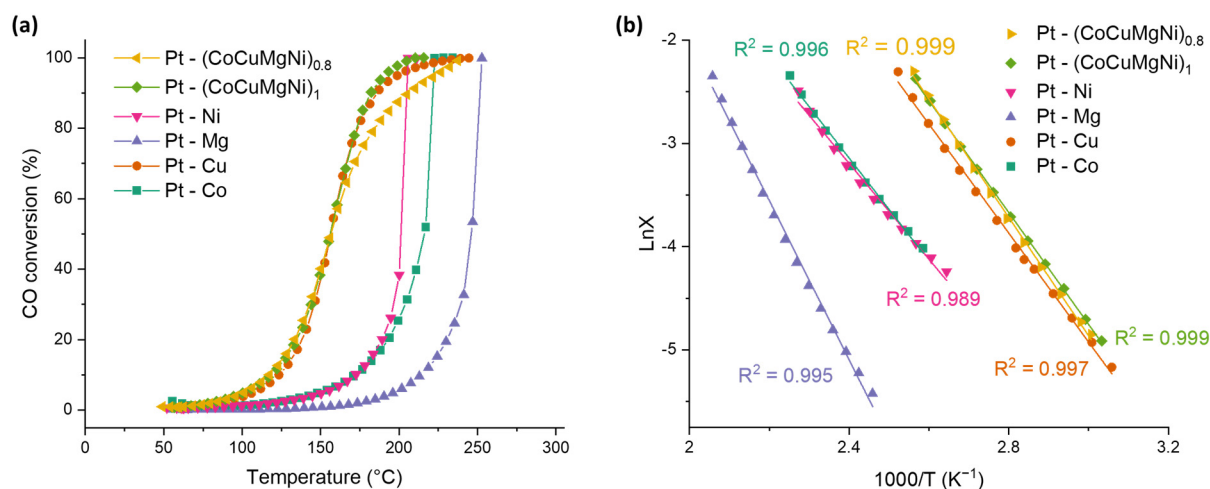 (a)
Pt - (CoCuMgNi)0.8
Pt - (CoCuMgNi)1
Pt - Ni
Pt - Mg
Pt - Cu
Pt - Co
CO conversion (%)
100
80
60
40
20
0
0
50
100
150
200
250
300
Temperature (°C)
(b)
Pt - (CoCuMgNi)0.8
Pt - (CoCuMgNi)1
Pt - Ni
Pt - Mg
Pt - Cu
Pt - Co
R² = 0.996
R² = 0.999
R² = 0.989
R² = 0.995
R² = 0.999
R² = 0.997
LnX
-2
-3
-4
-5
2
2.4
2.8
3.2
1000/T (K⁻¹)